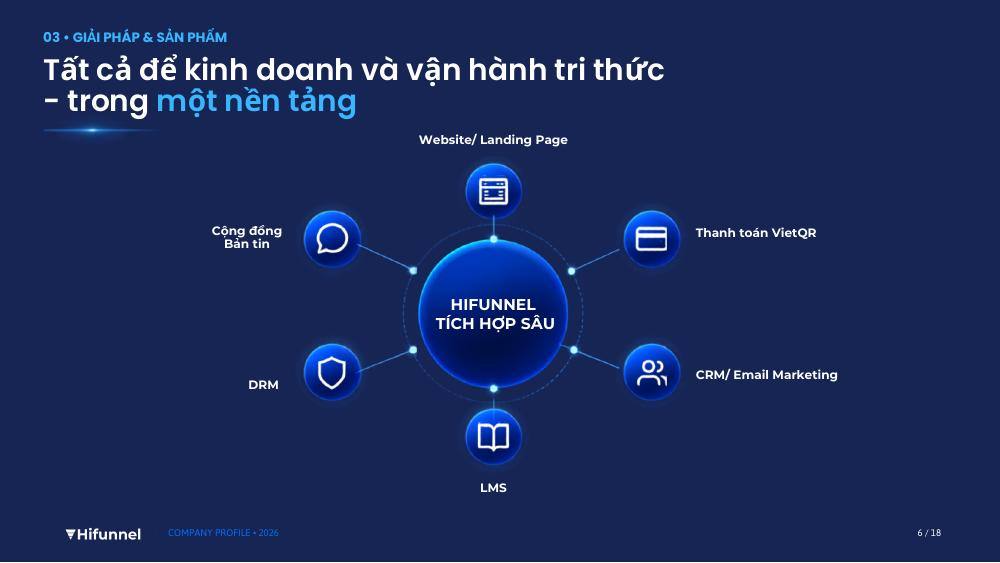 03 • GIẢI PHÁP & SẢN PHẨM
Tất cả để kinh doanh và vận hành tri thức
– trong một nền tảng
Website/ Landing Page
Cộng đồng
Bản tin
Thanh toán VietQR
HIFUNNEL
TÍCH HỢP SÂU
DRM
CRM/ Email Marketing
LMS
Hifunnel
COMPANY PROFILE • 2026
6 / 18